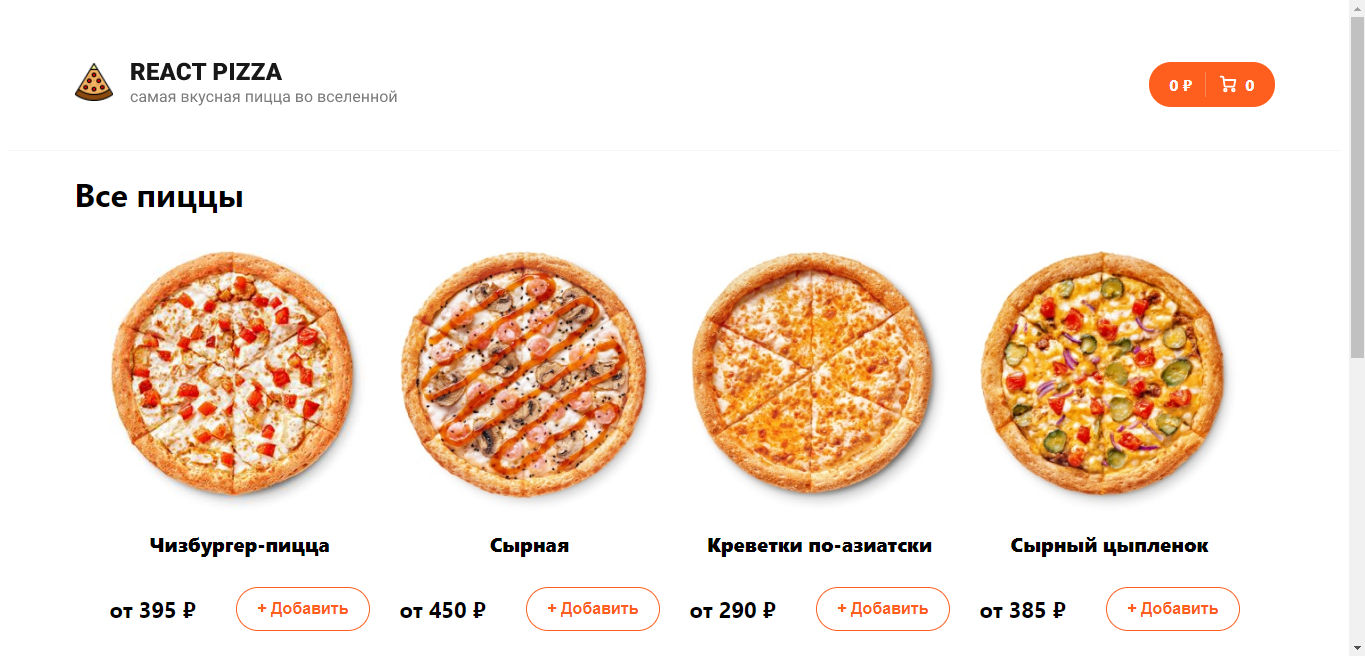 REACT PIZZA
самая вкусная пицца во вселенной
0 ₽ 0
Все пиццы
Чизбургер-пицца Сырная Креветки по-азиатски Сырный цыпленок
от 395 ₽ + Добавить от 450 ₽ + Добавить от 290 ₽ + Добавить от 385 ₽ + Добавить